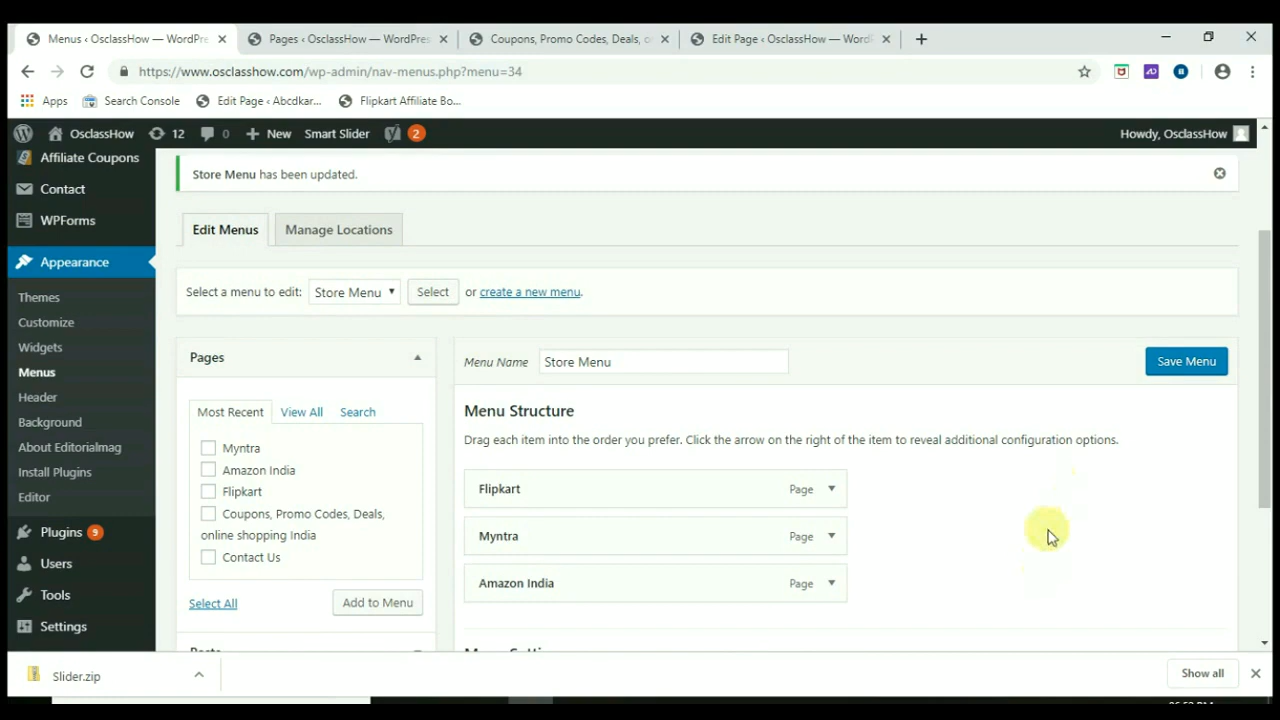 Menus ‹ OsclassHow — WordPre
Pages ‹ OsclassHow — WordPres
Coupons, Promo Codes, Deals, o
Edit Page ‹ OsclassHow — Word
https://www.osclasshow.com/wp-admin/nav-menus.php?menu=34
Apps
Search Console
Edit Page ‹ Abcdkar...
Flipkart Affiliate Bo...
OsclassHow
12
0
New
Smart Slider
2
Howdy, OsclassHow
Affiliate Coupons
Contact
WPForms
Appearance
Themes
Customize
Widgets
Menus
Header
Background
About Editorialmag
Install Plugins
Editor
Plugins 9
Users
Tools
Settings
Store Menu has been updated.
Edit Menus
Manage Locations
Select a menu to edit: Store Menu Select or create a new menu.
Pages
Most Recent View All Search
Myntra
Amazon India
Flipkart
Coupons, Promo Codes, Deals,
online shopping India
Contact Us
Select All
Add to Menu
Menu Name Store Menu
Save Menu
Menu Structure
Drag each item into the order you prefer. Click the arrow on the right of the item to reveal additional configuration options.
Flipkart Page
Myntra Page
Amazon India Page
Slider.zip
Show all